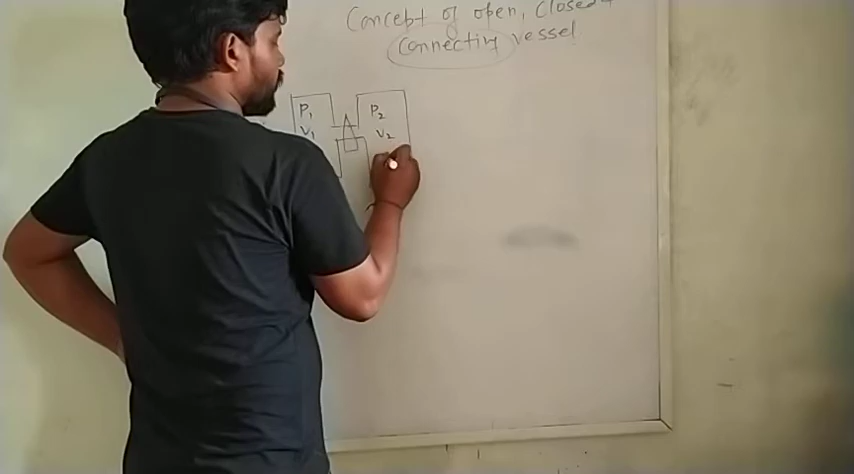 Concept of open, closed
Connecting vessel
P1 P2
V1 V2